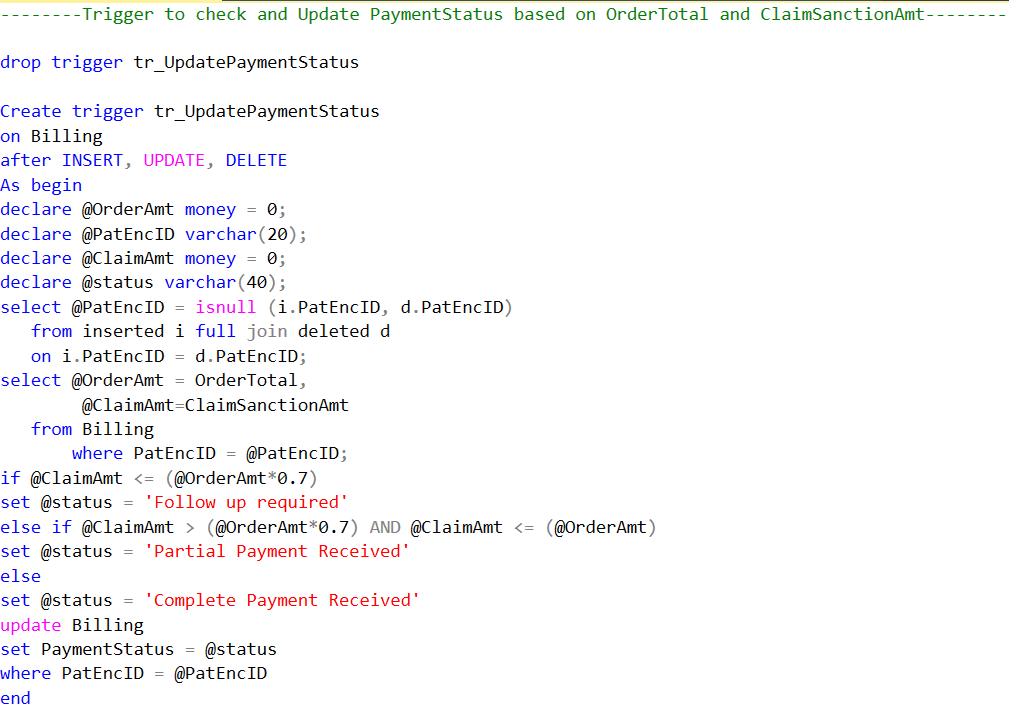 --------Trigger to check and Update PaymentStatus based on OrderTotal and ClaimSanctionAmt--------
drop trigger tr_UpdatePaymentStatus
Create trigger tr_UpdatePaymentStatus
on Billing
after INSERT, UPDATE, DELETE
As begin
declare @OrderAmt money = 0;
declare @PatEncID varchar(20);
declare @ClaimAmt money = 0;
declare @status varchar(40);
select @PatEncID = isnull (i.PatEncID, d.PatEncID)
from inserted i full join deleted d
on i.PatEncID = d.PatEncID;
select @OrderAmt = OrderTotal,
@ClaimAmt=ClaimSanctionAmt
from Billing
where PatEncID = @PatEncID;
if @ClaimAmt <= (@OrderAmt*0.7)
set @status = 'Follow up required'
else if @ClaimAmt > (@OrderAmt*0.7) AND @ClaimAmt <= (@OrderAmt)
set @status = 'Partial Payment Received'
else
set @status = 'Complete Payment Received'
update Billing
set PaymentStatus = @status
where PatEncID = @PatEncID
end